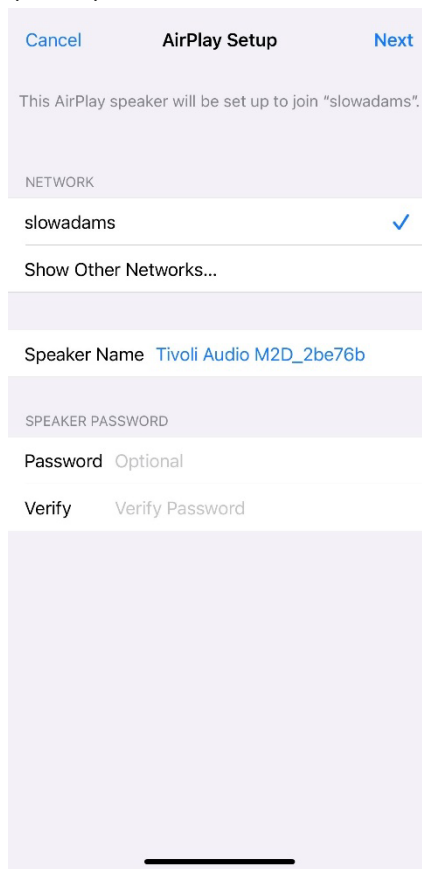 Cancel AirPlay Setup Next
This AirPlay speaker will be set up to join “slowadams”.
NETWORK
slowadams
Show Other Networks...
Speaker Name Tivoli Audio M2D_2be76b
SPEAKER PASSWORD
Password Optional
Verify Verify Password